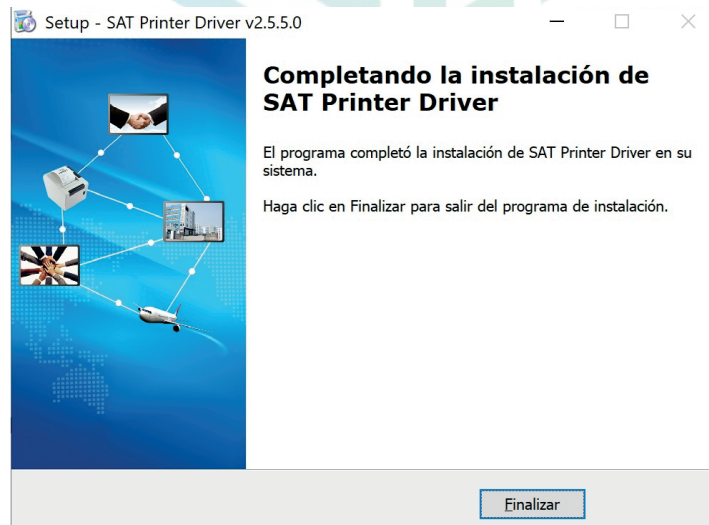 Setup - SAT Printer Driver v2.5.5.0
Completando la instalación de
SAT Printer Driver
El programa completó la instalación de SAT Printer Driver en su
sistema.
Haga clic en Finalizar para salir del programa de instalación.
Finalizar